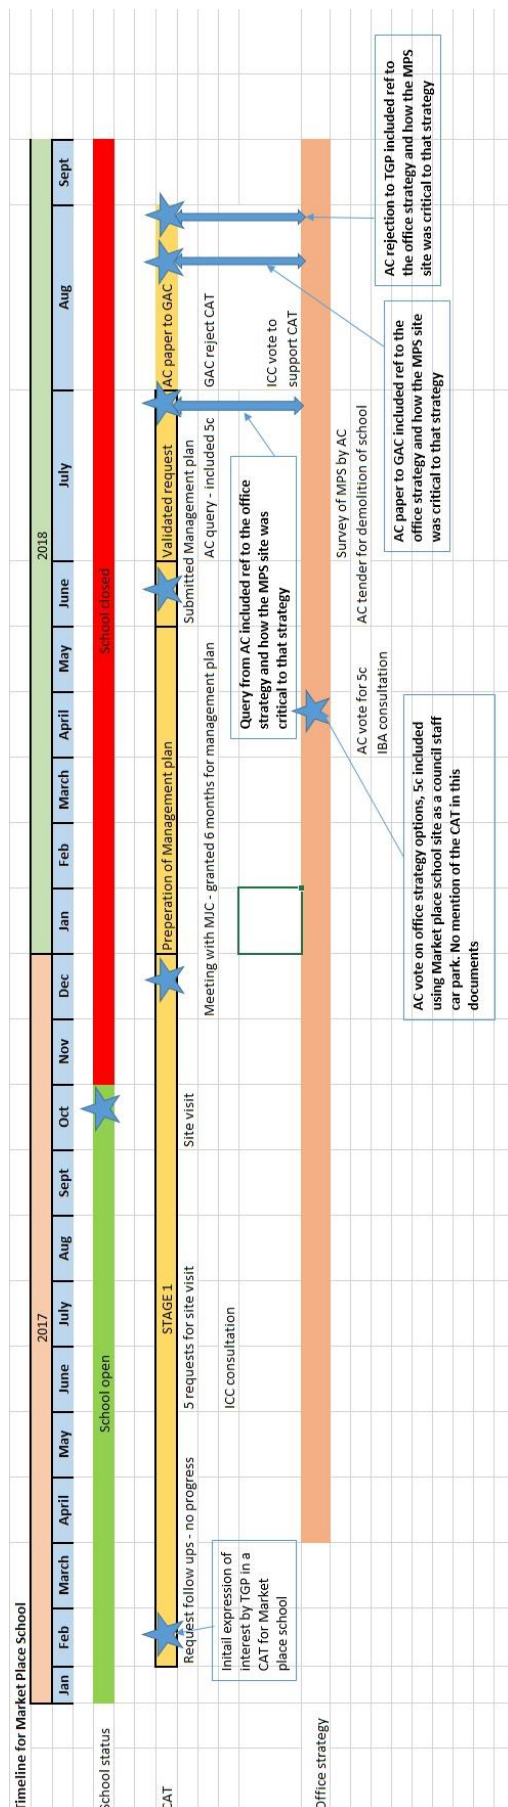 Timeline for Market Place School
2017
2018
Jan
Feb
March
April
May
June
July
Aug
Sept
Oct
Nov
Dec
Jan
Feb
March
April
May
June
July
Aug
Sept
School status
School open
School closed
CAT
STAGE 1
Preperation of Management plan
Validated request
AC paper to GAC
Request follow ups - no progress
5 requests for site visit
Site visit
Submitted Management plan
Meeting with MJC - granted 6 months for management plan
AC query - included 5c
GAC reject CAT
ICC consultation
Initail expression of
interest by TGP in a
CAT for Market
place school
Query from AC included ref to the office
strategy and how the MPS site was
critical to that strategy
ICC vote to
support CAT
Office strategy
Survey of MPS by AC
AC vote for 5c
AC tender for demolition of school
IBA consultation
AC rejection to TGP included ref to
the office strategy and how the MPS
site was critical to that strategy
AC paper to GAC included ref to the
office strategy and how the MPS site
was critical to that strategy
AC vote on office strategy options, 5c included
using Market place school site as a council staff
car park. No mention of the CAT in this
documents